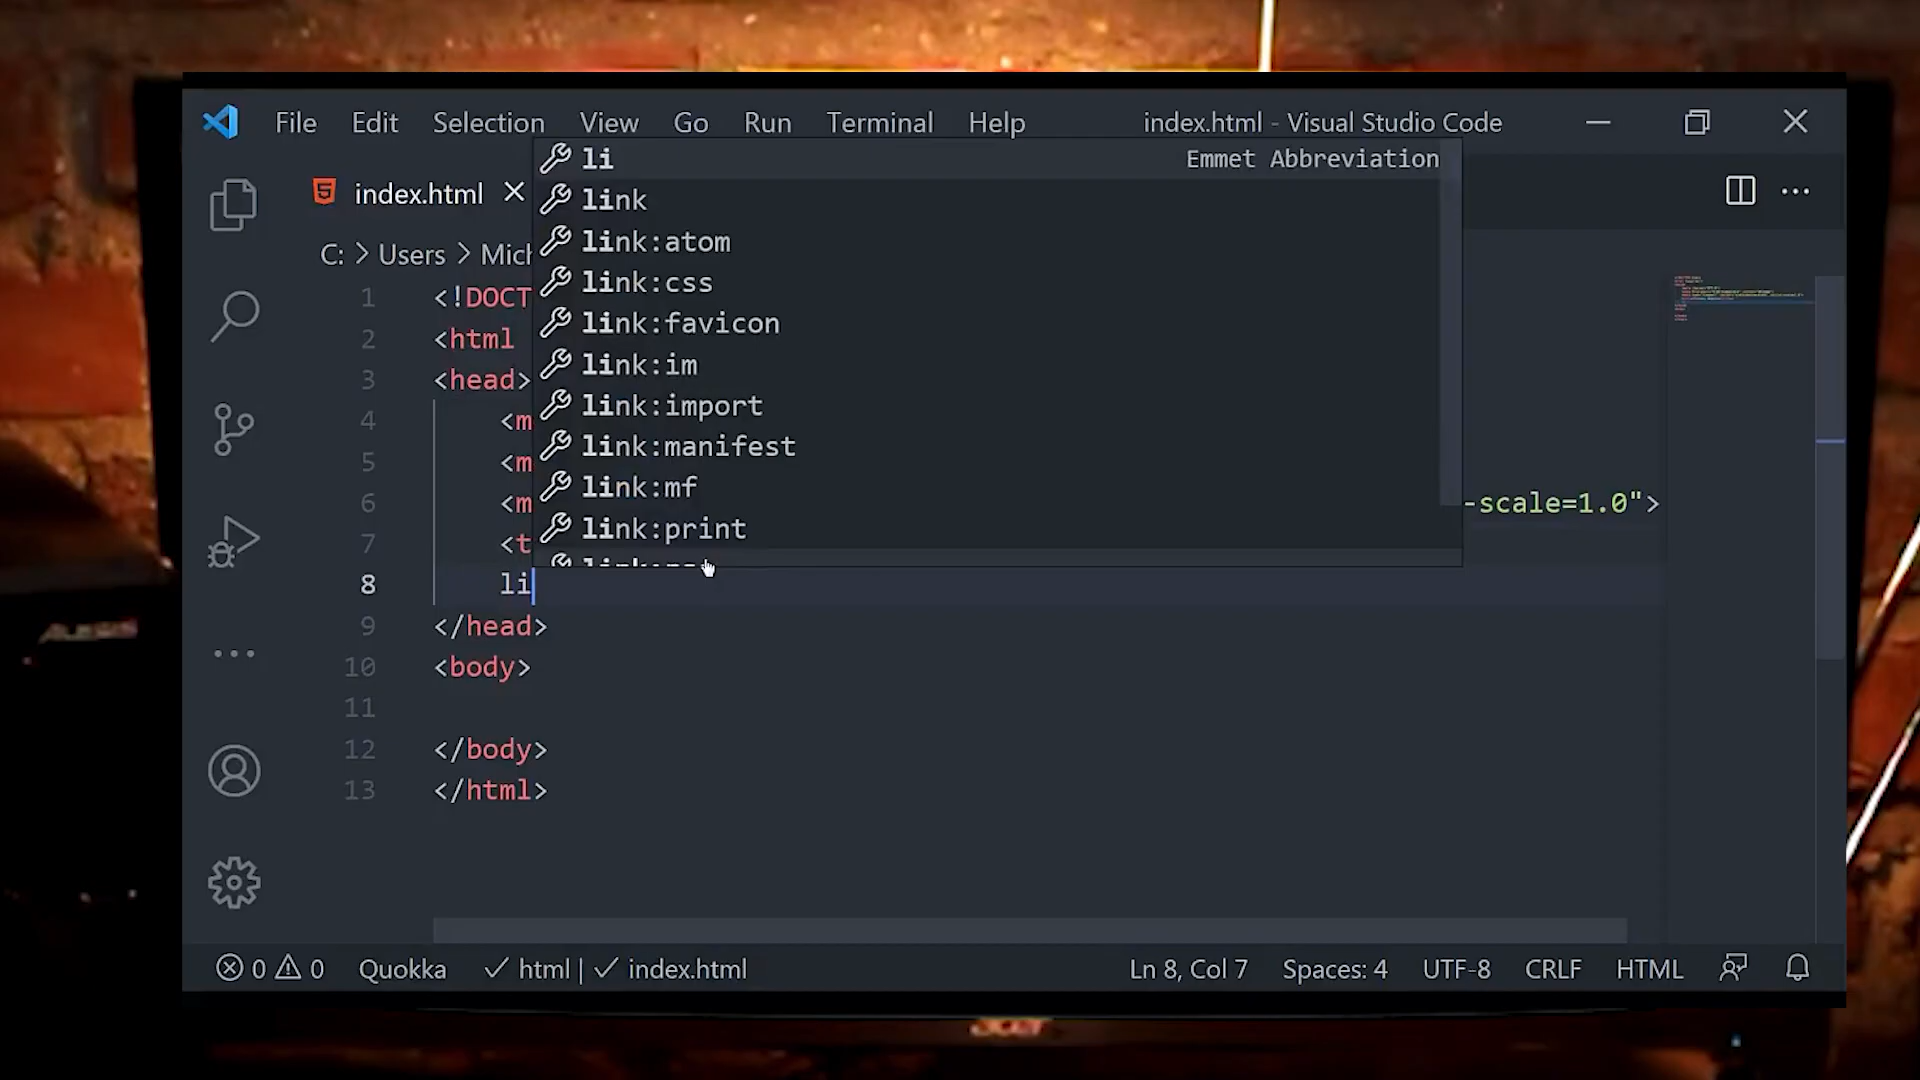 File Edit Selection View Go Run Terminal Help index.html - Visual Studio Code
index.html
C: > Users > Mich
li Emmet Abbreviation
link
link:atom
link:css
link:favicon
link:im
link:import
link:manifest
link:mf
link:print
1 <!DOCT
2 <html
3 <head>
4 <m
5 <m
6 <m -scale=1.0">
7 <t
8 li
9 </head>
10 <body>
11
12 </body>
13 </html>
0 0 Quokka html | index.html Ln 8, Col 7 Spaces: 4 UTF-8 CRLF HTML
acer
ALESIS